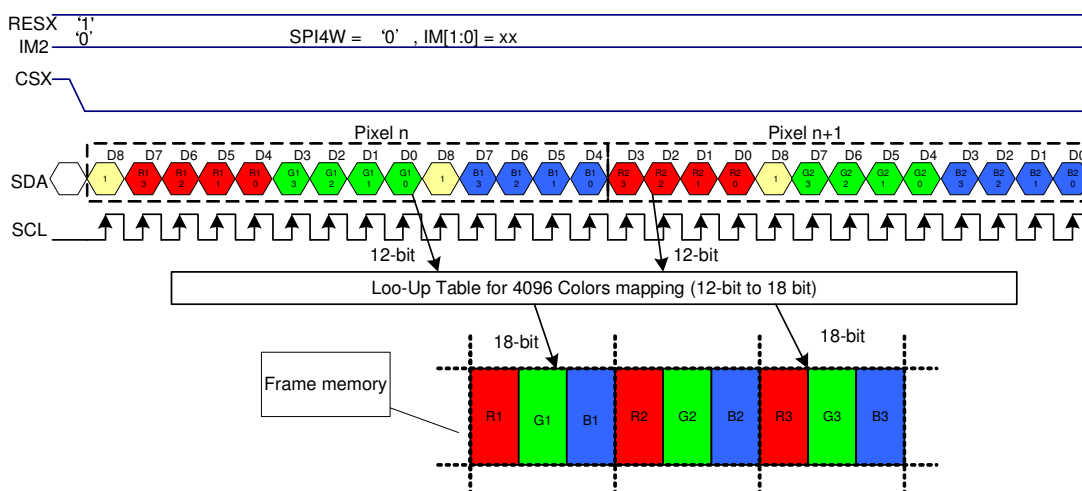 RESX '1'
IM2 '0' SPI4W = '0' , IM[1:0] = xx
CSX
Pixel n Pixel n+1
D8 D7 D6 D5 D4 D3 D2 D1 D0 D8 D7 D6 D5 D4 D3 D2 D1 D0 D8 D7 D6 D5 D4 D3 D2 D1 D0
SDA 1 R1 3 R1 2 R1 1 R1 0 G1 3 G1 2 G1 1 G1 0 1 B1 3 B1 2 B1 1 B1 0 R2 3 R2 2 R2 1 R2 0 1 G2 3 G2 2 G2 1 G2 0 B2 3 B2 2 B2 1 B2 0
SCL
12-bit 12-bit
Loo-Up Table for 4096 Colors mapping (12-bit to 18 bit)
18-bit 18-bit
Frame memory
R1 G1 B1 R2 G2 B2 R3 G3 B3